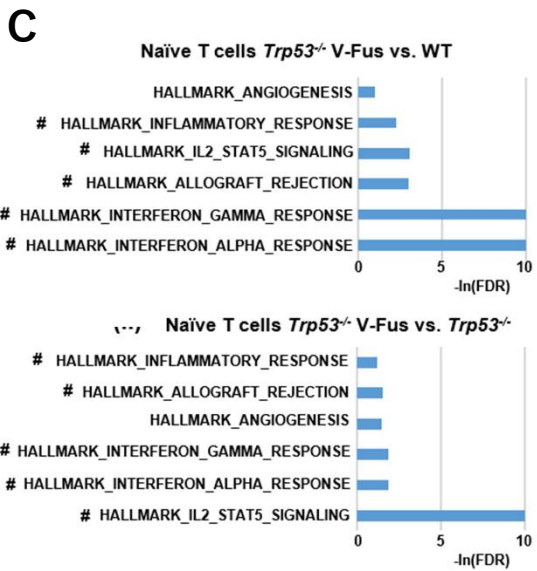 C
Naïve T cells Trp53-/- V-Fus vs. WT
HALLMARK_ANGIOGENESIS
# HALLMARK_INFLAMMATORY_RESPONSE
# HALLMARK_IL2_STAT5_SIGNALING
# HALLMARK_ALLOGRAFT_REJECTION
# HALLMARK_INTERFERON_GAMMA_RESPONSE
# HALLMARK_INTERFERON_ALPHA_RESPONSE
0 5 10
-ln(FDR)
Naïve T cells Trp53-/- V-Fus vs. Trp53-/-
# HALLMARK_INFLAMMATORY_RESPONSE
# HALLMARK_ALLOGRAFT_REJECTION
HALLMARK_ANGIOGENESIS
# HALLMARK_INTERFERON_GAMMA_RESPONSE
# HALLMARK_INTERFERON_ALPHA_RESPONSE
# HALLMARK_IL2_STAT5_SIGNALING
0 5 10
-ln(FDR)